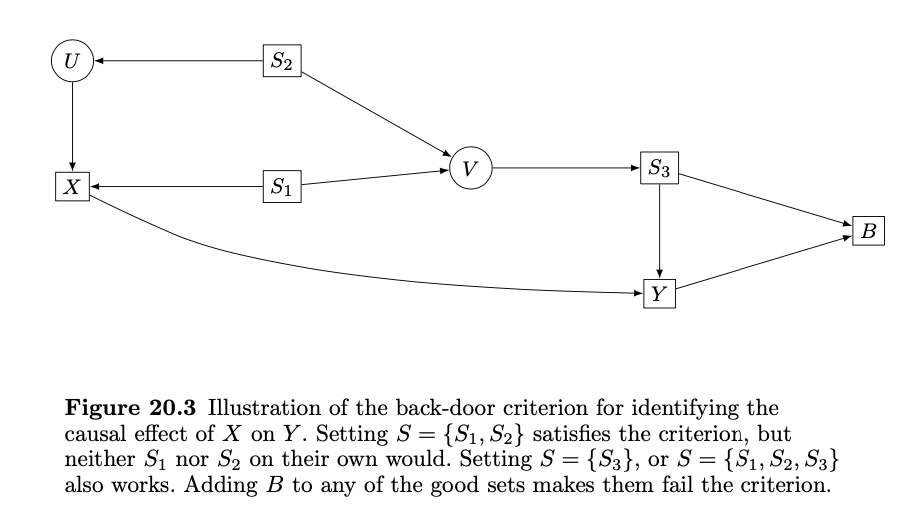 U
S₂
X
S₁
V
S₃
B
Y
Figure 20.3 Illustration of the back-door criterion for identifying the
causal effect of X on Y. Setting S = {S₁, S₂} satisfies the criterion, but
neither S₁ nor S₂ on their own would. Setting S = {S₃}, or S = {S₁, S₂, S₃}
also works. Adding B to any of the good sets makes them fail the criterion.